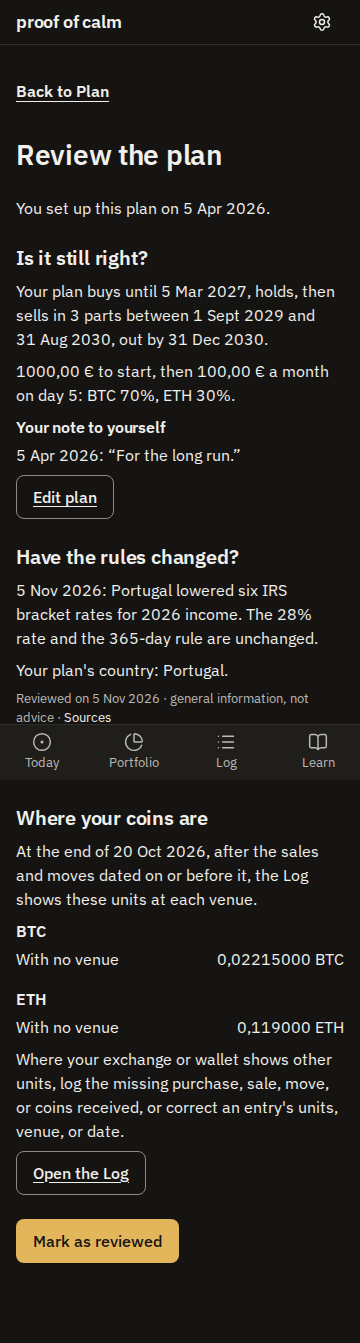 proof of calm
Back to Plan
Review the plan
You set up this plan on 5 Apr 2026.
Is it still right?
Your plan buys until 5 Mar 2027, holds, then
sells in 3 parts between 1 Sept 2029 and
31 Aug 2030, out by 31 Dec 2030.
1000,00 € to start, then 100,00 € a month
on day 5: BTC 70%, ETH 30%.
Your note to yourself
5 Apr 2026: “For the long run.”
Edit plan
Have the rules changed?
5 Nov 2026: Portugal lowered six IRS
bracket rates for 2026 income. The 28%
rate and the 365-day rule are unchanged.
Your plan's country: Portugal.
Reviewed on 5 Nov 2026 · general information, not
advice · Sources
Today Portfolio Log Learn
Where your coins are
At the end of 20 Oct 2026, after the sales
and moves dated on or before it, the Log
shows these units at each venue.
BTC
With no venue 0,02215000 BTC
ETH
With no venue 0,119000 ETH
Where your exchange or wallet shows other
units, log the missing purchase, sale, move,
or coins received, or correct an entry's units,
venue, or date.
Open the Log
Mark as reviewed